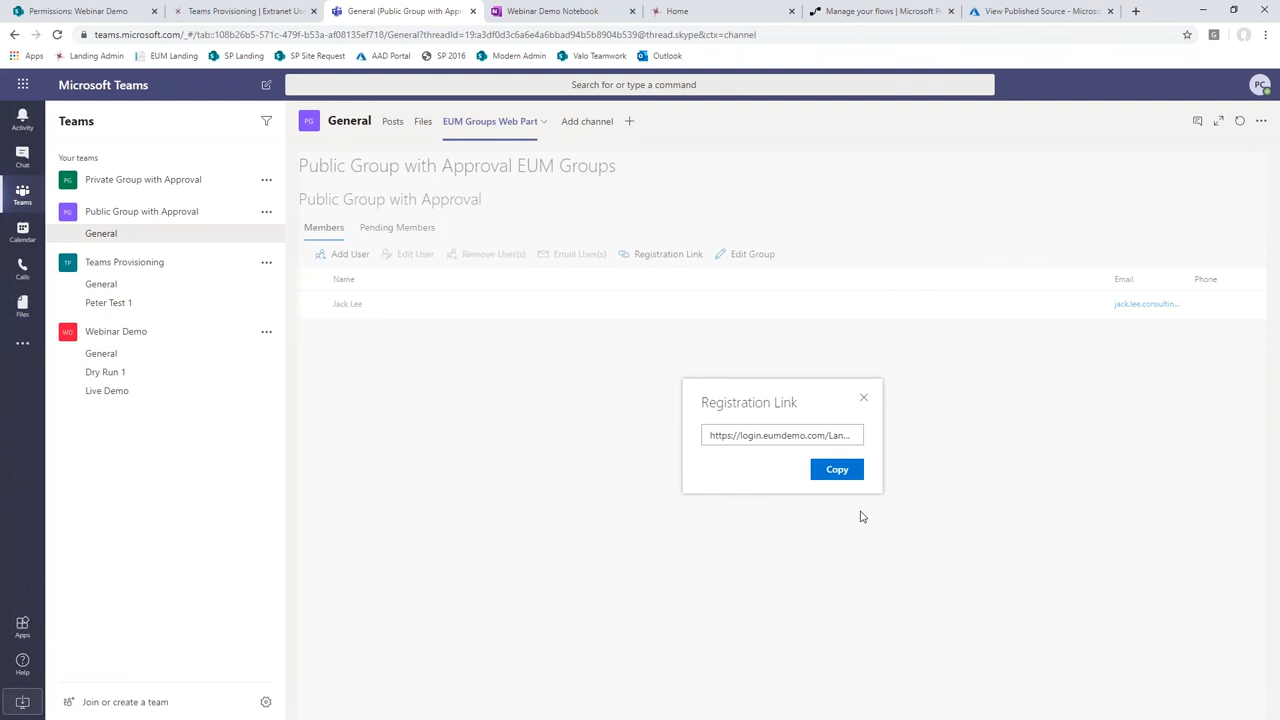 Permissions: Webinar Demo
Teams Provisioning | Extranet Us
General (Public Group with Appro
Webinar Demo Notebook
Home
Manage your flows | Microsoft P
View Published Source - Microso
teams.microsoft.com/_#/tab:108b26b5-571c-479f-b53a-af08135ef718/General?threadId=19:a3df0d3c6a6e4a6bbad94b5b8904b539@thread.skype&ctx=channel
Apps
Landing Admin
EUM Landing
SP Landing
SP Site Request
AAD Portal
SP 2016
Modern Admin
Valo Teamwork
Outlook
Microsoft Teams
Search for or type a command
PC
Activity
Chat
Teams
Calendar
Calls
Files
Apps
Help
Teams
Your teams
PG Private Group with Approval
PG Public Group with Approval
General
TP Teams Provisioning
General
Peter Test 1
WD Webinar Demo
General
Dry Run 1
Live Demo
Join or create a team
PG General Posts Files EUM Groups Web Part Add channel
Public Group with Approval EUM Groups
Public Group with Approval
Members Pending Members
Add User Edit User Remove User(s) Email User(s) Registration Link Edit Group
Name Email Phone
Jack Lee jack.lee.consultin...
Registration Link
https://login.eumdemo.com/Lan...
Copy